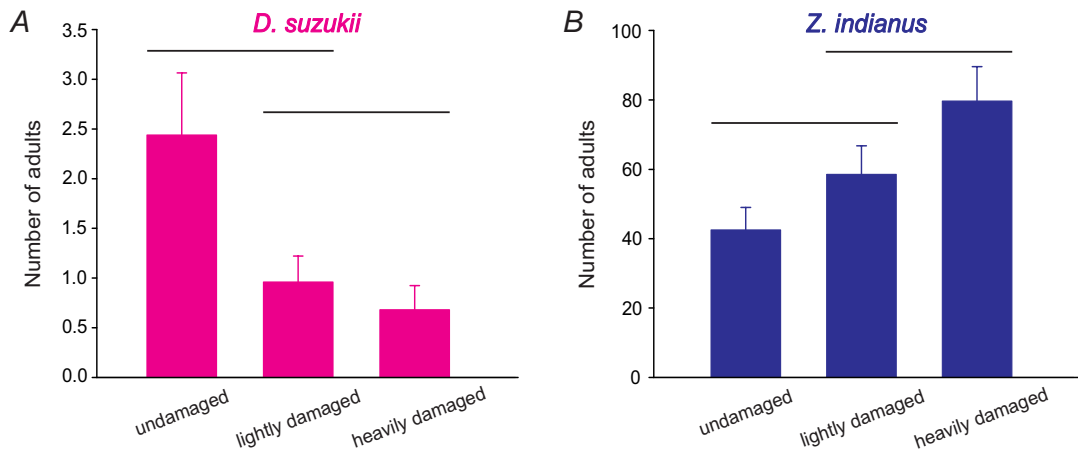 A
D. suzukii
Number of adults
3.5
3.0
2.5
2.0
1.5
1.0
0.5
0.0
undamaged
lightly damaged
heavily damaged
B
Z. indianus
Number of adults
100
80
60
40
20
0
undamaged
lightly damaged
heavily damaged